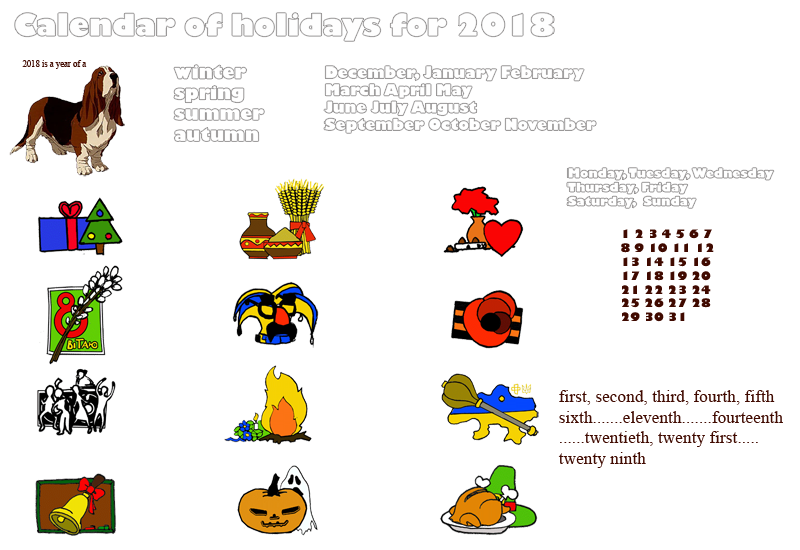 Calendar of holidays for 2018
2018 is a year of a
winter
spring
summer
autumn
December, January February
March April May
June July August
September October November
Monday, Tuesday, Wednesday
Thursday, Friday
Saturday, Sunday
1 2 3 4 5 6 7
8 9 10 11 12
13 14 15 16
17 18 19 20
21 22 23 24
25 26 27 28
29 30 31
8
ВіТАЮ
first, second, third, fourth, fifth
sixth.......eleventh.......fourteenth
......twentieth, twenty first.....
twenty ninth